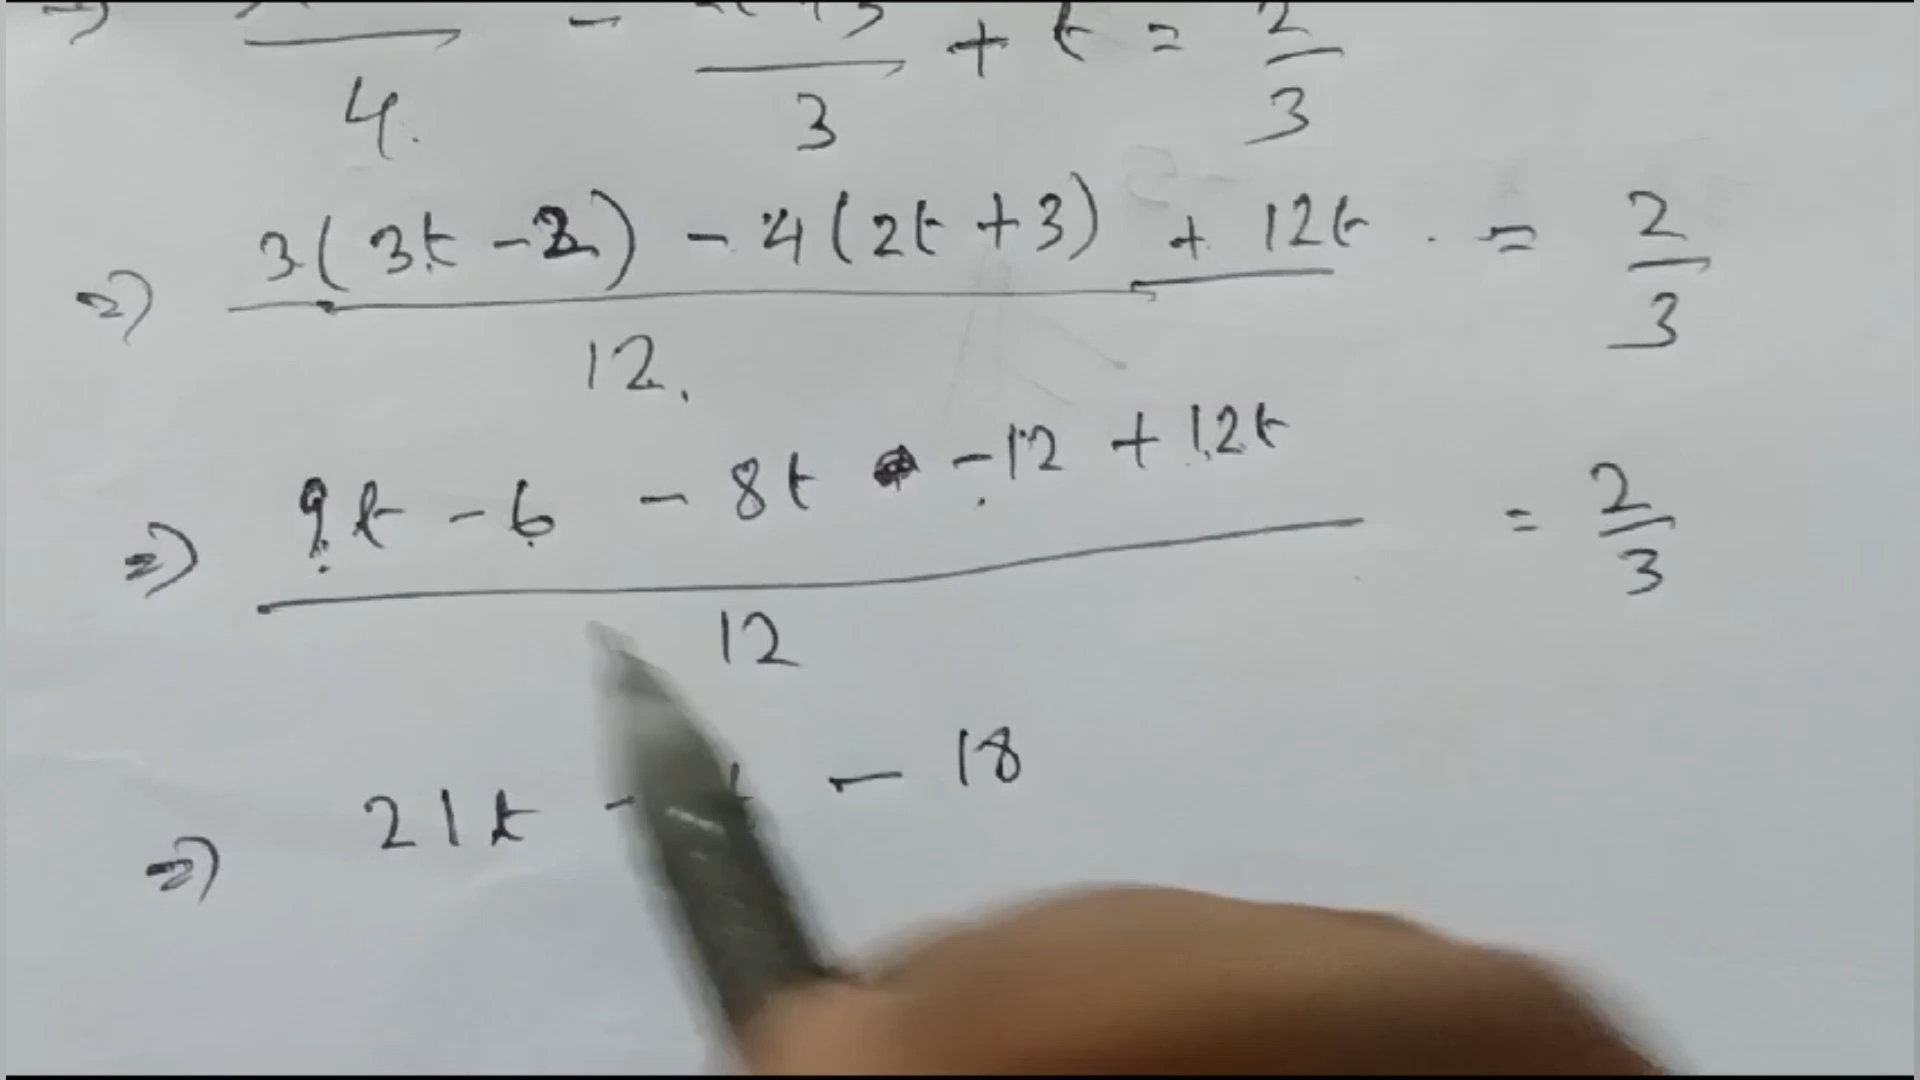 ⇒ 4 - 3 + t = 2/3
⇒ 3(3t - 2) - 4(2t + 3) + 12t / 12. = 2/3
⇒ 9t - 6 - 8t - 12 + 12t / 12 = 2/3
⇒ 21t - - 18